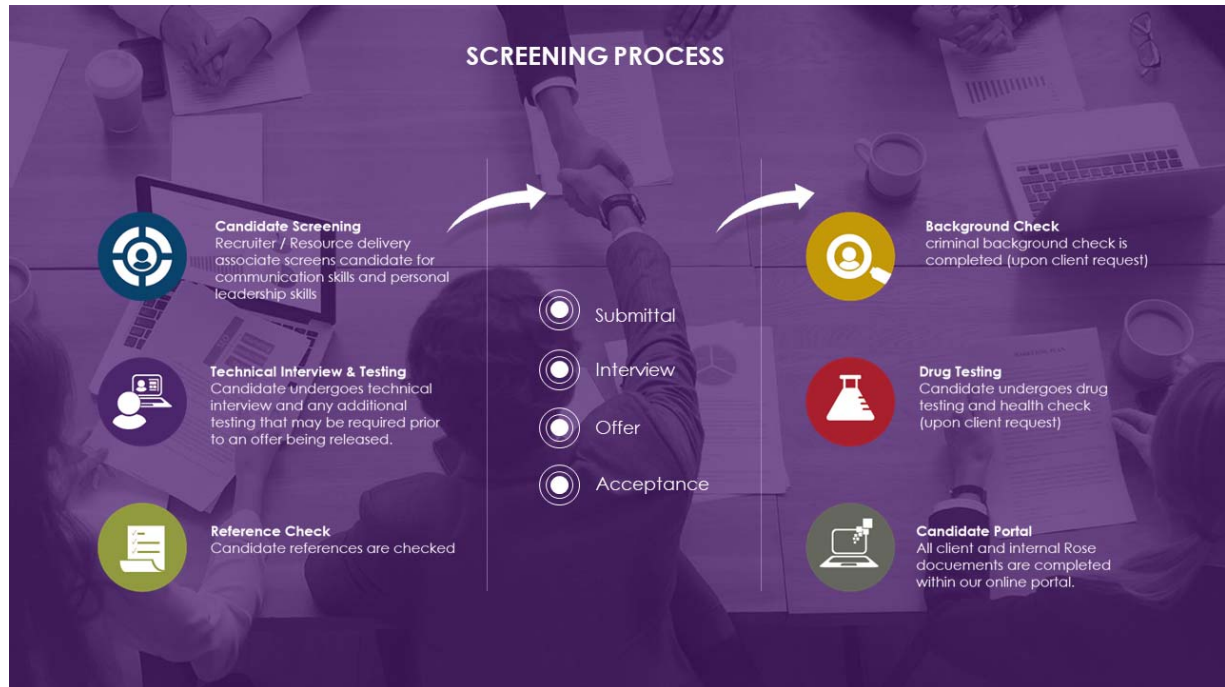 SCREENING PROCESS
Candidate Screening
Recruiter / Resource delivery
associate screens candidate for
communication skills and personal
leadership skills
Technical Interview & Testing
Candidate undergoes technical
interview and any additional
testing that may be required prior
to an offer being released.
Reference Check
Candidate references are checked
Submittal
Interview
Offer
Acceptance
Background Check
criminal background check is
completed (upon client request)
Drug Testing
Candidate undergoes drug
testing and health check
(upon client request)
Candidate Portal
All client and internal Rose
docuements are completed
within our online portal.